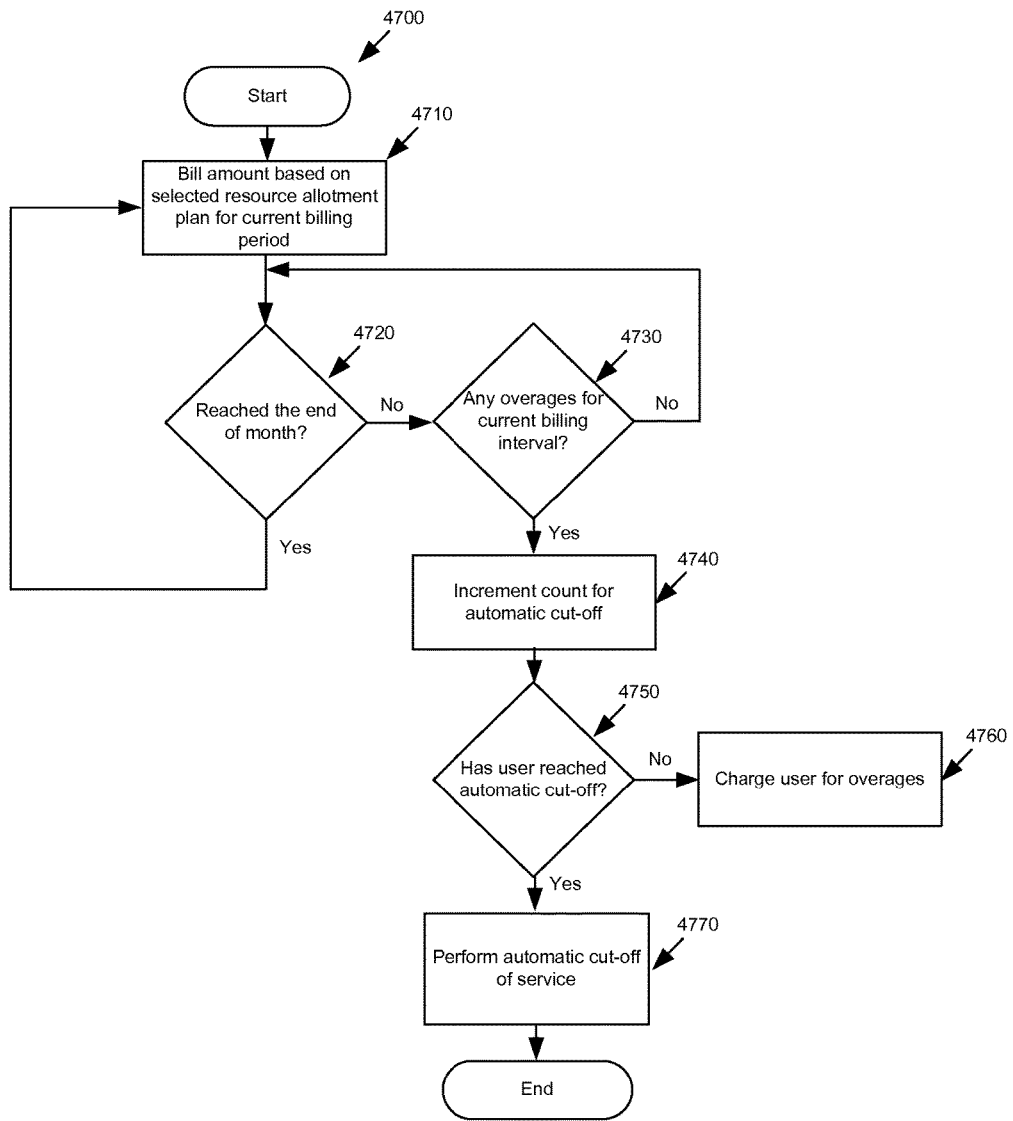 4700
Start
4710
Bill amount based on
selected resource allotment
plan for current billing
period
4720
4730
Reached the end
of month?
No
Any overages for
current billing
interval?
No
Yes
Yes
4740
Increment count for
automatic cut-off
4750
Has user reached
automatic cut-off?
No
4760
Charge user for overages
Yes
4770
Perform automatic cut-off
of service
End